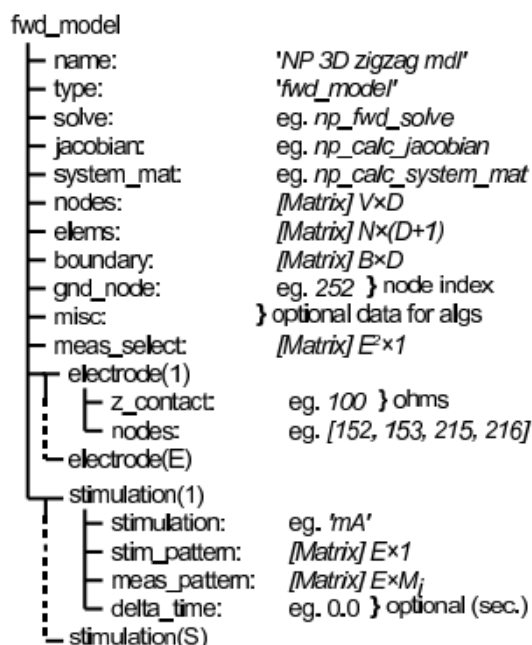 fwd_model
name: 'NP 3D zigzag mdl'
type: 'fwd_model'
solve: eg. np_fwd_solve
jacobian: eg. np_calc_jacobian
system_mat: eg. np_calc_system_mat
nodes: [Matrix] V×D
elems: [Matrix] N×(D+1)
boundary: [Matrix] B×D
gnd_node: eg. 252 } node index
misc: } optional data for algs
meas_select: [Matrix] E²×1
electrode(1)
z_contact: eg. 100 } ohms
nodes: eg. [152, 153, 215, 216]
electrode(E)
stimulation(1)
stimulation: eg. 'mA'
stim_pattern: [Matrix] E×1
meas_pattern: [Matrix] E×Mᵢ
delta_time: eg. 0.0 } optional (sec.)
stimulation(S)